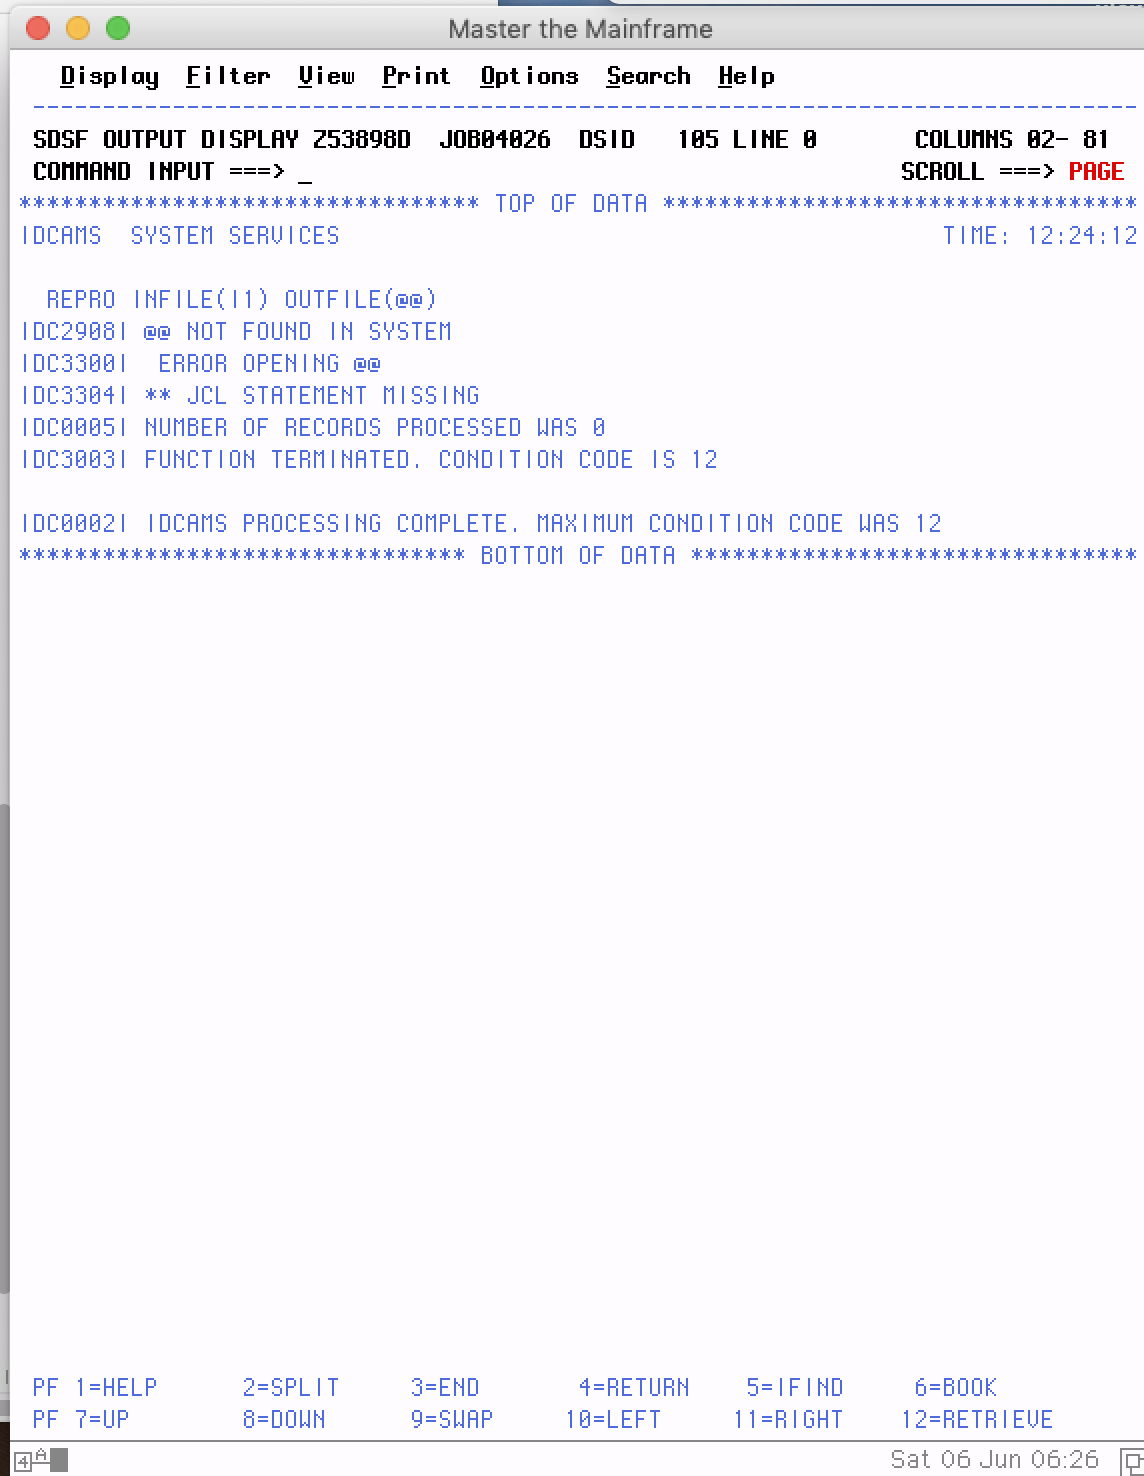 Master the Mainframe
Display Filter View Print Options Search Help
--------------------------------------------------------------------------------
SDSF OUTPUT DISPLAY Z53898D JOB04026 DSID 105 LINE 0 COLUMNS 02- 81
COMMAND INPUT ===> _ SCROLL ===> PAGE
********************************* TOP OF DATA **********************************
IDCAMS SYSTEM SERVICES TIME: 12:24:12
REPRO INFILE(I1) OUTFILE(@@)
IDC2908I @@ NOT FOUND IN SYSTEM
IDC3300I ERROR OPENING @@
IDC3304I ** JCL STATEMENT MISSING
IDC0005I NUMBER OF RECORDS PROCESSED WAS 0
IDC3003I FUNCTION TERMINATED. CONDITION CODE IS 12
IDC0002I IDCAMS PROCESSING COMPLETE. MAXIMUM CONDITION CODE WAS 12
******************************** BOTTOM OF DATA ********************************
PF 1=HELP 2=SPLIT 3=END 4=RETURN 5=IFIND 6=BOOK
PF 7=UP 8=DOWN 9=SWAP 10=LEFT 11=RIGHT 12=RETRIEVE
4 A Sat 06 Jun 06:26